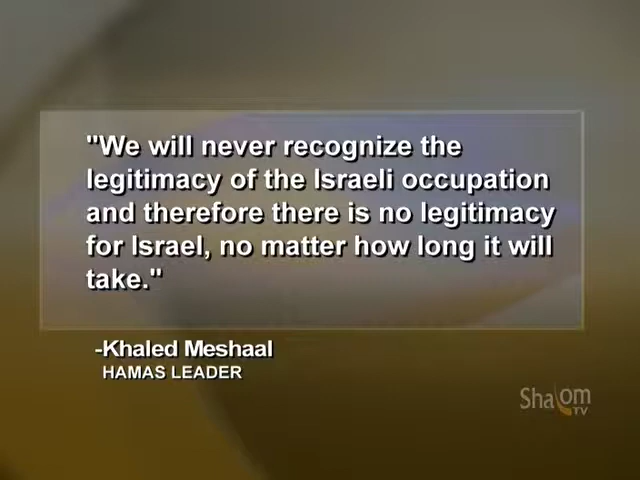 "We will never recognize the
legitimacy of the Israeli occupation
and therefore there is no legitimacy
for Israel, no matter how long it will
take."
-Khaled Meshaal
HAMAS LEADER
Shalom
TV